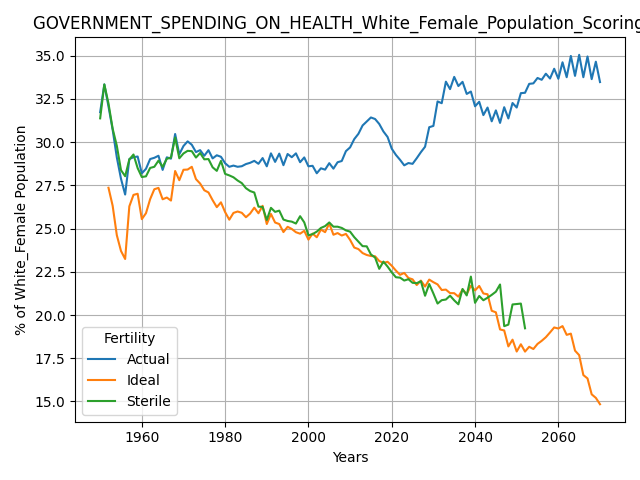 GOVERNMENT_SPENDING_ON_HEALTH_White_Female_Population_Scoring
% of White_Female Population
35.0
32.5
30.0
27.5
25.0
22.5
20.0
17.5
15.0
Fertility
Actual
Ideal
Sterile
1960
1980
2000
2020
2040
2060
Years